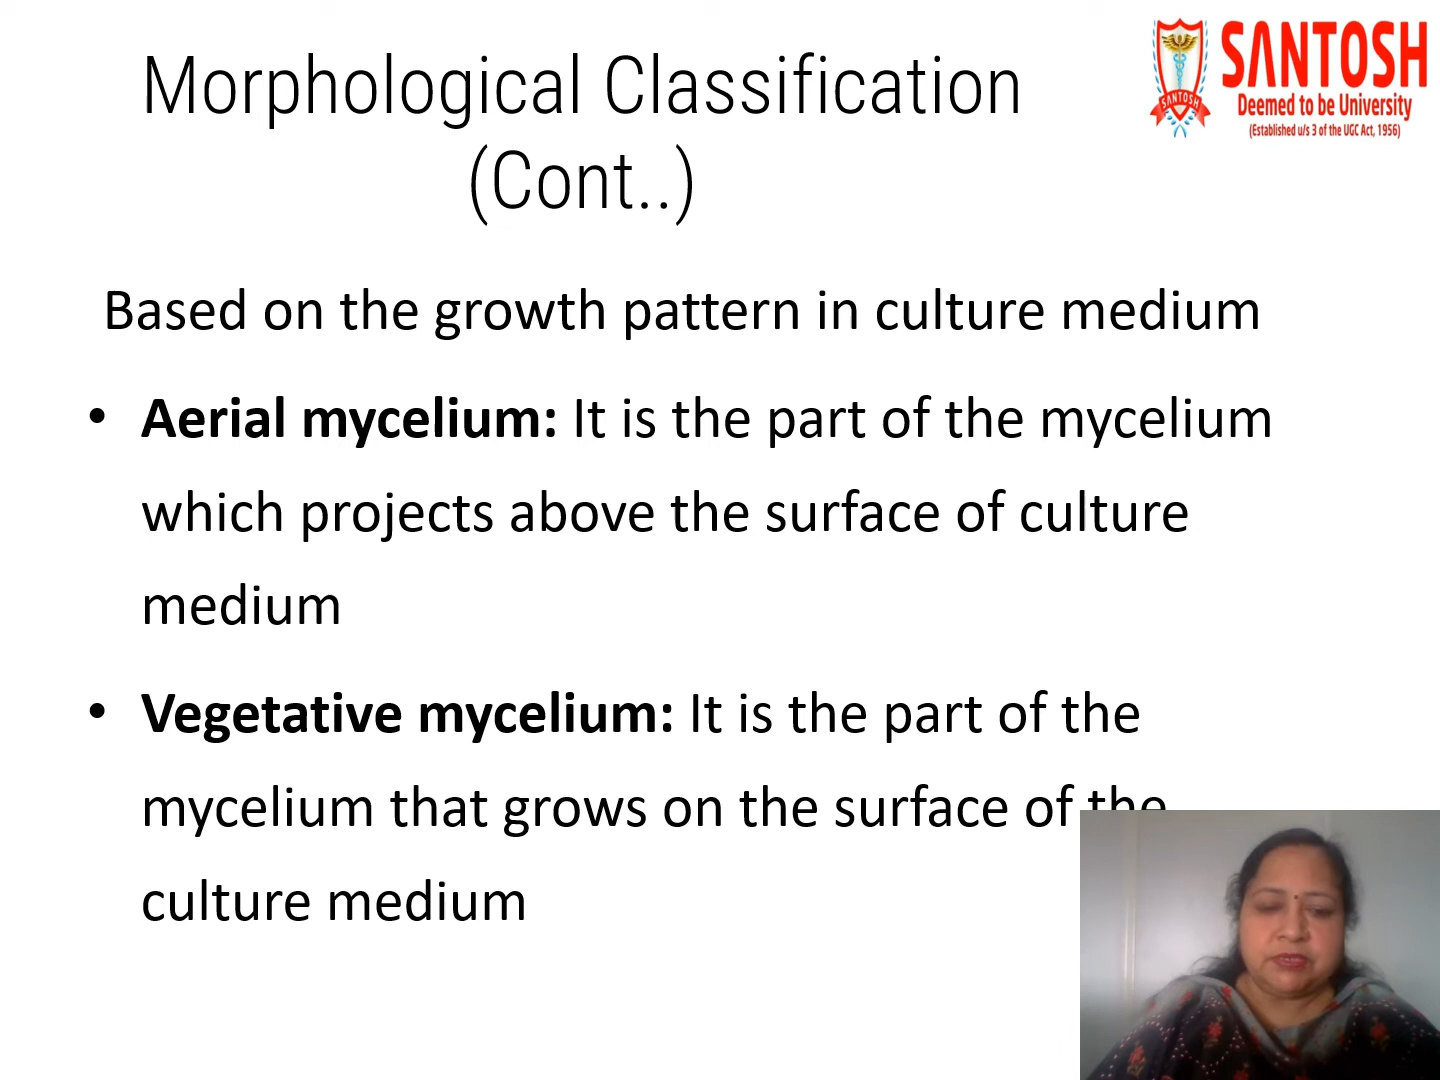 Morphological Classification
(Cont..)
SANTOSH
Deemed to be University
(Established u/s 3 of the UGC Act, 1956)
SANTOSH
Based on the growth pattern in culture medium
• Aerial mycelium: It is the part of the mycelium
which projects above the surface of culture
medium
• Vegetative mycelium: It is the part of the
mycelium that grows on the surface of the
culture medium